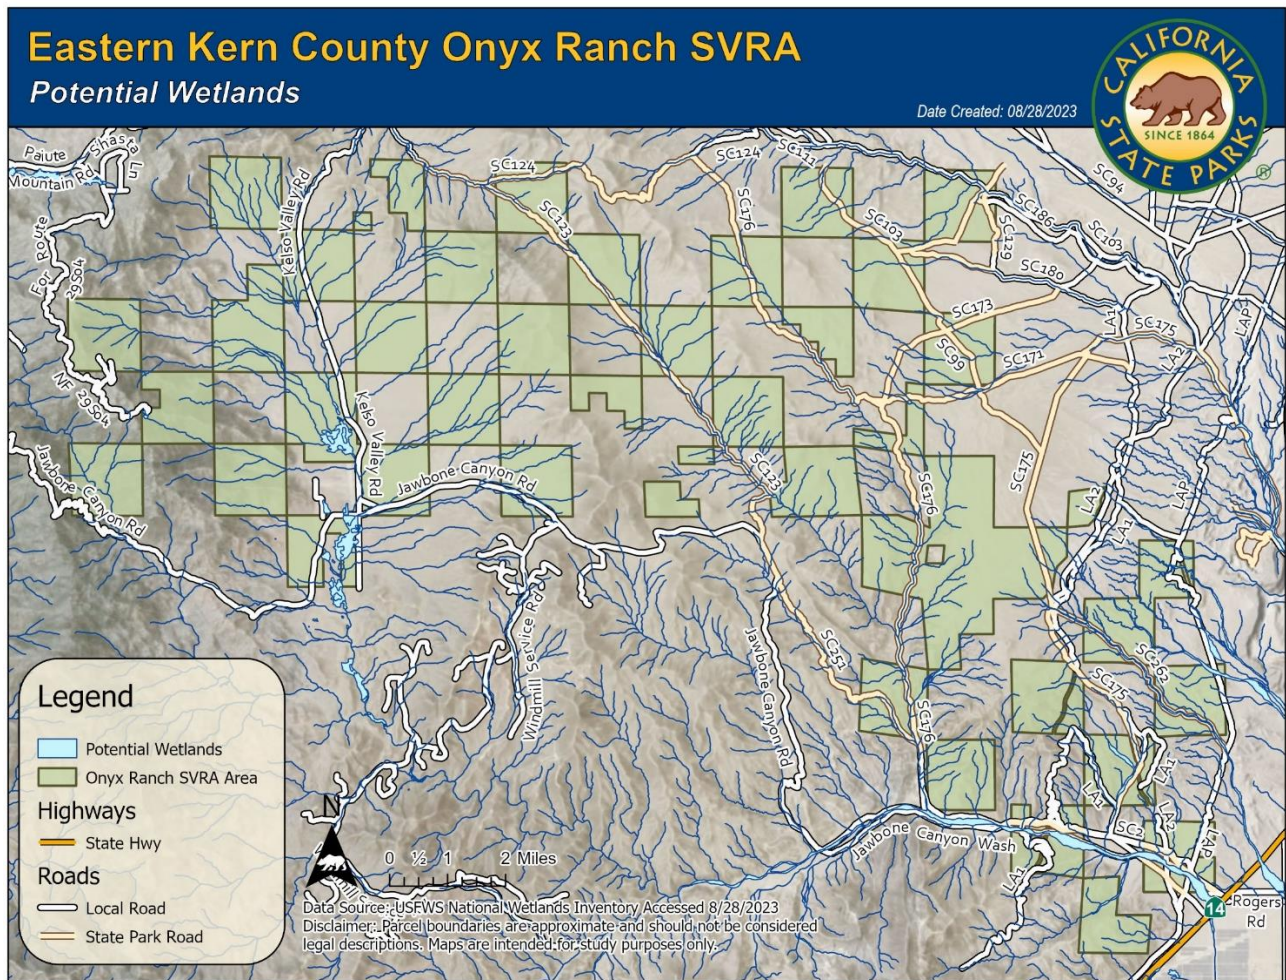 Eastern Kern County Onyx Ranch SVRA
Potential Wetlands
Date Created: 08/28/2023
CALIFORNIA
STATE PARKS
SINCE 1864
®
Paiute
Mountain Rd
Shasta
Ln
Kelso Valley Rd
SC124
SC124
SC111
SC94
SC123
SC176
SC103
SC186
SC129
SC103
SC189
For Route
29S04
NF 29S04
SC173
SC99
SC171
LA1
SC175
LA2
LAP
Kelso Valley Rd
Jawbone Canyon Rd
Jawbone Canyon Rd
SC123
SC176
SC175
LA2
LA1
LAP
Windmill Service Rd
SC251
Jawbone Canyon Rd
SC176
SC175
SC262
LA1
LA1
LA2
LAP
SC2
Jawbone Canyon Wash
LA1
14
Rogers
Rd
Legend
Potential Wetlands
Onyx Ranch SVRA Area
Highways
State Hwy
Roads
Local Road
State Park Road
N
0 ½ 1 2 Miles
Data Source: USFWS National Wetlands Inventory Accessed 8/28/2023
Disclaimer: Parcel boundaries are approximate and should not be considered
legal descriptions. Maps are intended for study purposes only.